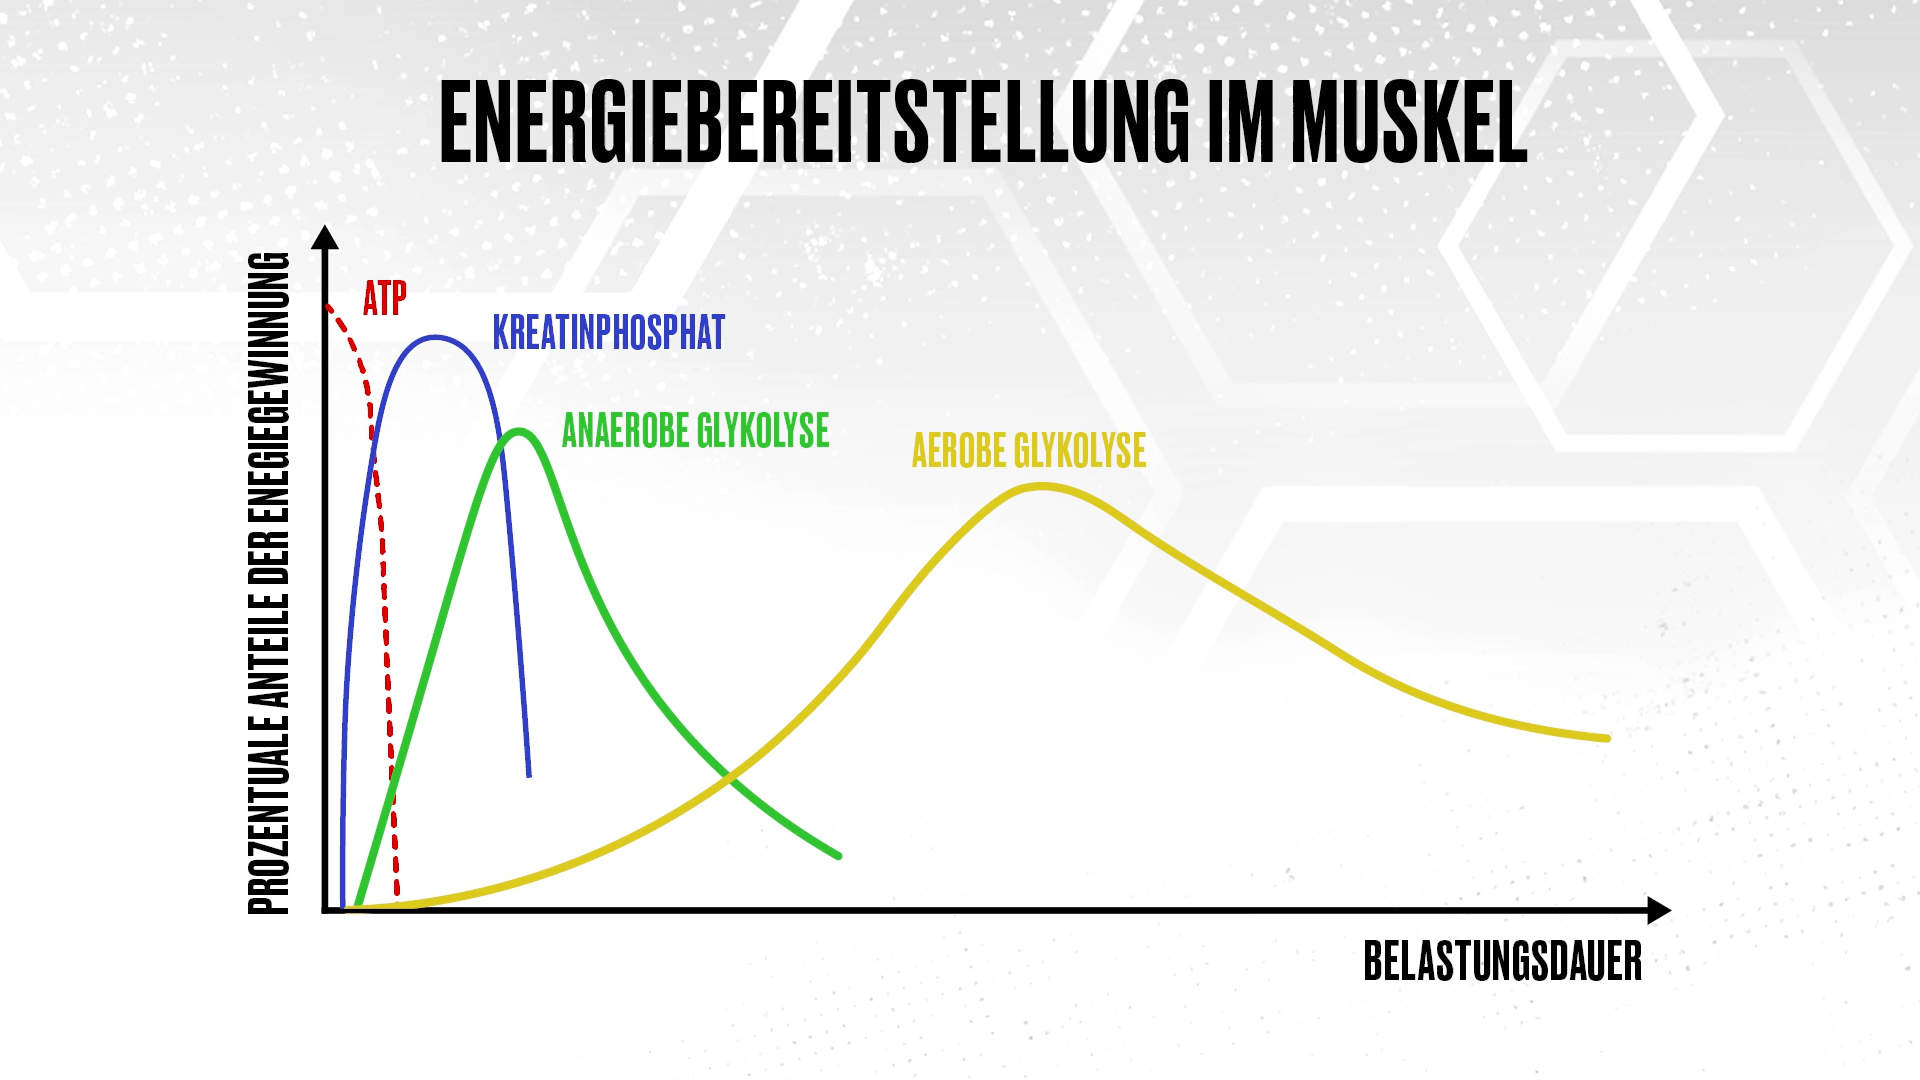 ENERGIEBEREITSTELLUNG IM MUSKEL
PROZENTUALE ANTEILE DER ENEGIEGEWINNUNG
ATP
KREATINPHOSPHAT
ANAEROBE GLYKOLYSE
AEROBE GLYKOLYSE
BELASTUNGSDAUER